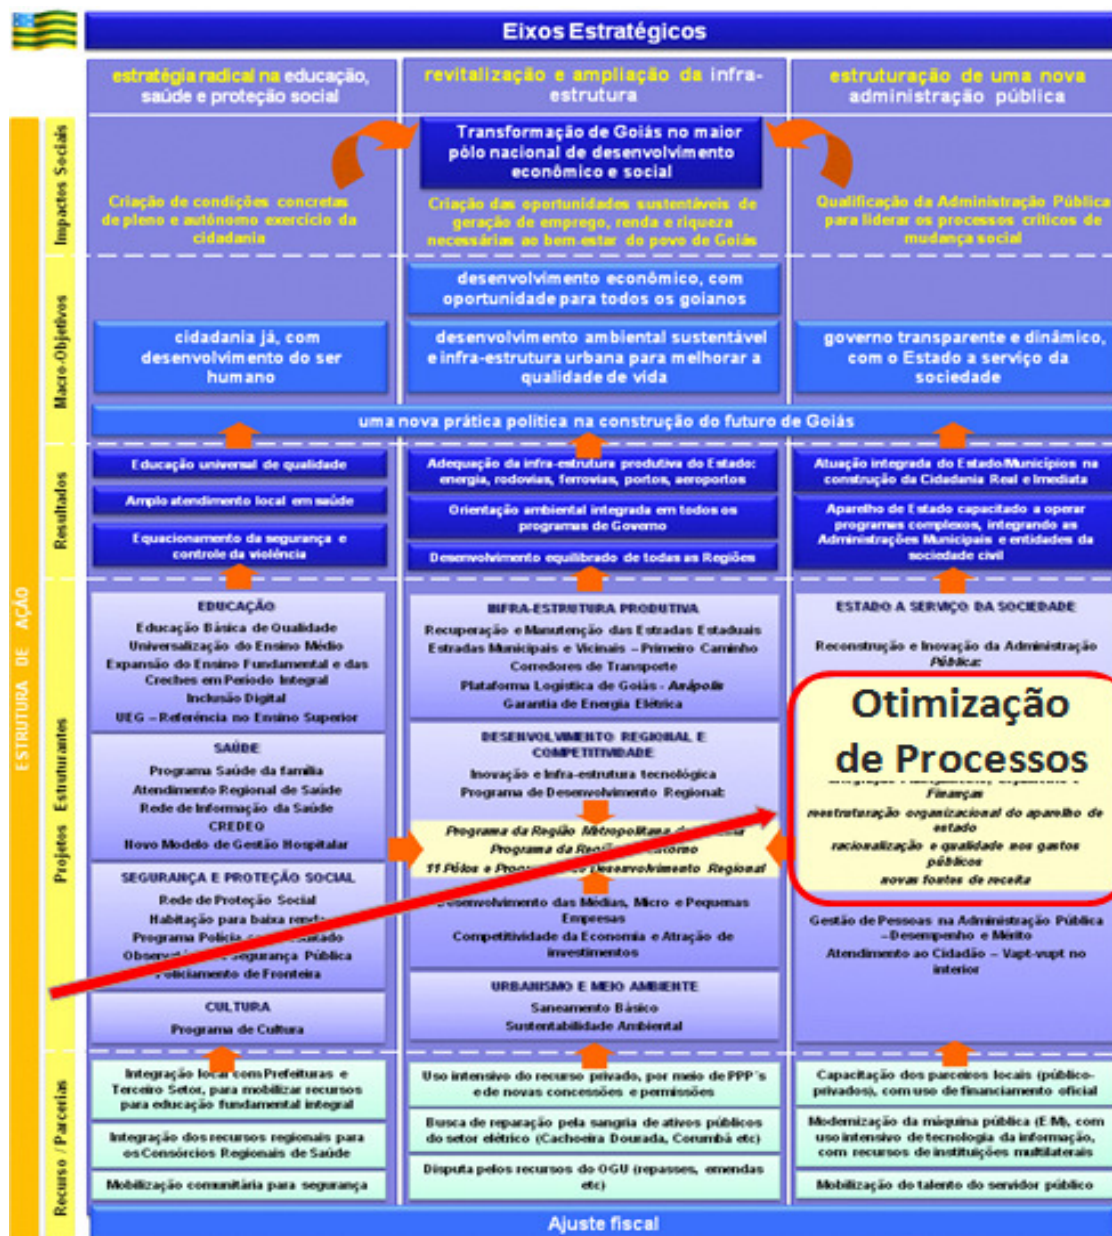 Eixos Estratégicos
estratégia radical na educação,
saúde e proteção social
revitalização e ampliação da infra-
estrutura
estruturação de uma nova
administração pública
ESTRUTURA DE AÇÃO
Impactos Sociais
Transformação de Goiás no maior
pólo nacional de desenvolvimento
econômico e social
Criação de condições concretas
de pleno e autônomo exercício da
cidadania
Criação das oportunidades sustentáveis de
geração de emprego, renda e riqueza
necessárias ao bem-estar do povo de Goiás
Qualificação da Administração Pública
para liderar os processos críticos de
mudança social
Macro-Objetivos
desenvolvimento econômico, com
oportunidade para todos os goianos
cidadania já, com
desenvolvimento do ser
humano
desenvolvimento ambiental sustentável
e infra-estrutura urbana para melhorar a
qualidade de vida
governo transparente e dinâmico,
com o Estado a serviço da
sociedade
uma nova prática política na construção do futuro de Goiás
Resultados
Educação universal de qualidade
Amplo atendimento local em saúde
Equacionamento da segurança e
controle da violência
Adequação da infra-estrutura produtiva do Estado:
energia, rodovias, ferrovias, portos, aeroportos
Orientação ambiental integrada em todos os
programas de Governo
Desenvolvimento equilibrado de todas as Regiões
Atuação integrada do Estado/Municípios na
construção da Cidadania Real e Imediata
Aparelho de Estado capacitado a operar
programas complexos, integrando as
Administrações Municipais e entidades da
sociedade civil
Projetos Estruturantes
EDUCAÇÃO
Educação Básica de Qualidade
Universalização do Ensino Médio
Expansão do Ensino Fundamental e das
Creches em Período Integral
Inclusão Digital
UEG – Referência no Ensino Superior
SAÚDE
Programa Saúde da família
Atendimento Regional de Saúde
Rede de Informação da Saúde
CREDEQ
Novo Modelo de Gestão Hospitalar
SEGURANÇA E PROTEÇÃO SOCIAL
Rede de Proteção Social
Habitação para baixa renda
Programa Polícia
Segurança Pública
Policiamento de Fronteira
CULTURA
Programa de Cultura
INFRA-ESTRUTURA PRODUTIVA
Recuperação e Manutenção das Estradas Estaduais
Estradas Municipais e Vicinais – Primeiro Caminho
Corredores de Transporte
Plataforma Logística de Goiás - Anápolis
Garantia de Energia Elétrica
DESENVOLVIMENTO REGIONAL E
COMPETITIVIDADE
Inovação e Infra-estrutura tecnológica
Programa de Desenvolvimento Regional:
Programa da Região Metropolitana
Programa da Região
11 Pólos e Desenvolvimento Regional
Desenvolvimento das Médias, Micro e Pequenas
Empresas
Competitividade da Economia e Atração de
investimentos
URBANISMO E MEIO AMBIENTE
Saneamento Básico
Sustentabilidade Ambiental
ESTADO A SERVIÇO DA SOCIEDADE
Reconstrução e Inovação da Administração
Pública:
Otimização
de Processos
Finanças
reestruturação organizacional do aparelho de
estado
racionalização e qualidade nos gastos
públicos
novas fontes de receita
Gestão de Pessoas na Administração Pública
–Desempenho e Mérito
Atendimento ao Cidadão – Vapt-vupt no
interior
Recurso / Parcerias
Integração local com Prefeituras e
Terceiro Setor, para mobilizar recursos
para educação fundamental integral
Integração dos recursos regionais para
os Consórcios Regionais de Saúde
Mobilização comunitária para segurança
Uso intensivo do recurso privado, por meio de PPP´s
e de novas concessões e permissões
Busca de reparação pela sangria de ativos públicos
do setor elétrico (Cachoeira Dourada, Corumbá etc)
Disputa pelos recursos do OGU (repasses, emendas
etc)
Capacitação dos parceiros locais (público-
privados), com uso de financiamento oficial
Modernização da máquina pública (E M), com
uso intensivo de tecnologia da informação,
com recursos de instituições multilaterais
Mobilização do talento do servidor público
Ajuste fiscal